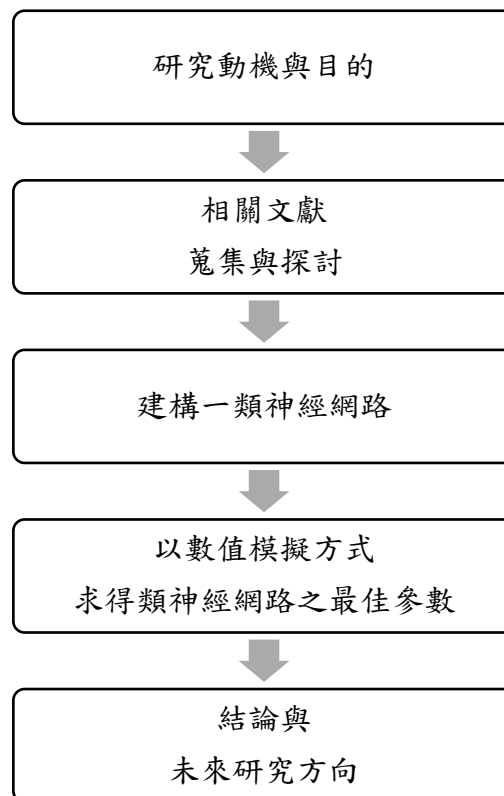 研究動機與目的
相關文獻
蒐集與探討
建構一類神經網路
以數值模擬方式
求得類神經網路之最佳參數
結論與
未來研究方向